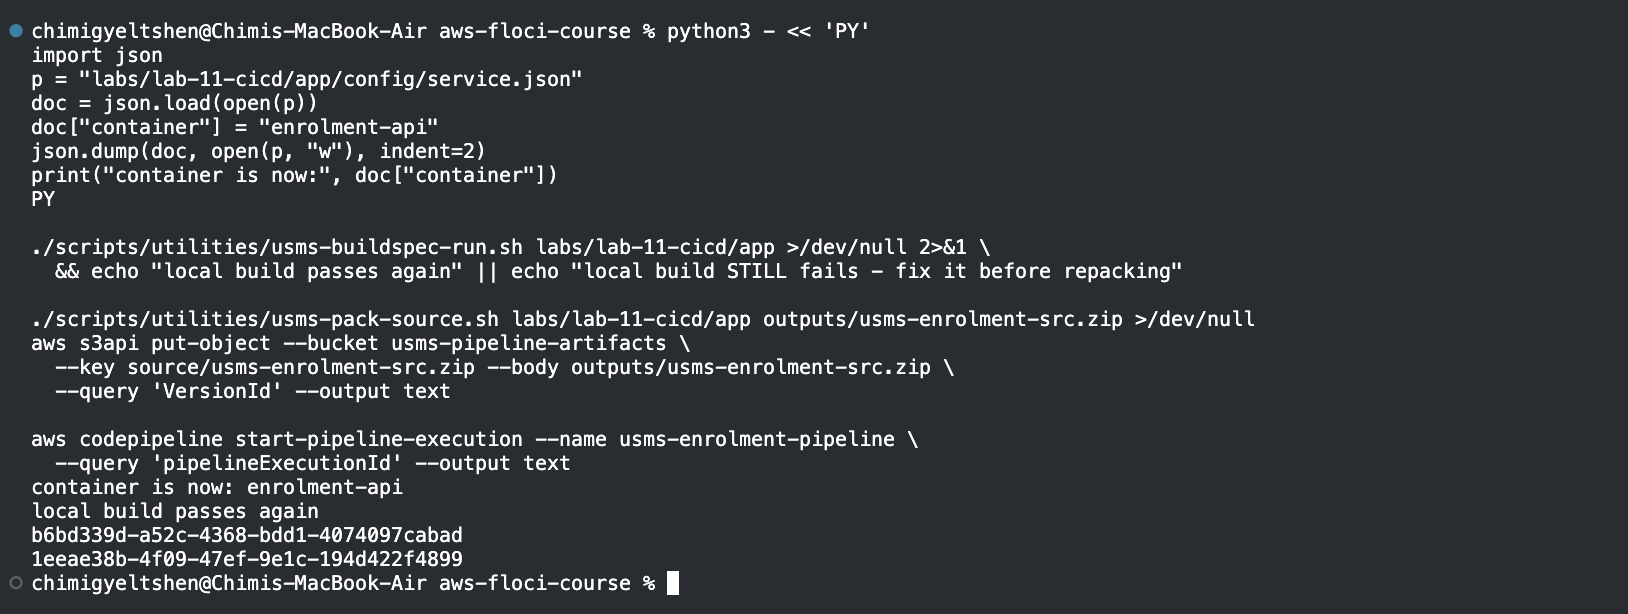 chimigyeltshen@Chimis-MacBook-Air aws-floci-course % python3 - << 'PY'
import json
p = "labs/lab-11-cicd/app/config/service.json"
doc = json.load(open(p))
doc["container"] = "enrolment-api"
json.dump(doc, open(p, "w"), indent=2)
print("container is now:", doc["container"])
PY

./scripts/utilities/usms-buildspec-run.sh labs/lab-11-cicd/app >/dev/null 2>&1 \
  && echo "local build passes again" || echo "local build STILL fails - fix it before repacking"

./scripts/utilities/usms-pack-source.sh labs/lab-11-cicd/app outputs/usms-enrolment-src.zip >/dev/null
aws s3api put-object --bucket usms-pipeline-artifacts \
  --key source/usms-enrolment-src.zip --body outputs/usms-enrolment-src.zip \
  --query 'VersionId' --output text

aws codepipeline start-pipeline-execution --name usms-enrolment-pipeline \
  --query 'pipelineExecutionId' --output text
container is now: enrolment-api
local build passes again
b6bd339d-a52c-4368-bdd1-4074097cabad
1eeae38b-4f09-47ef-9e1c-194d422f4899
chimigyeltshen@Chimis-MacBook-Air aws-floci-course %